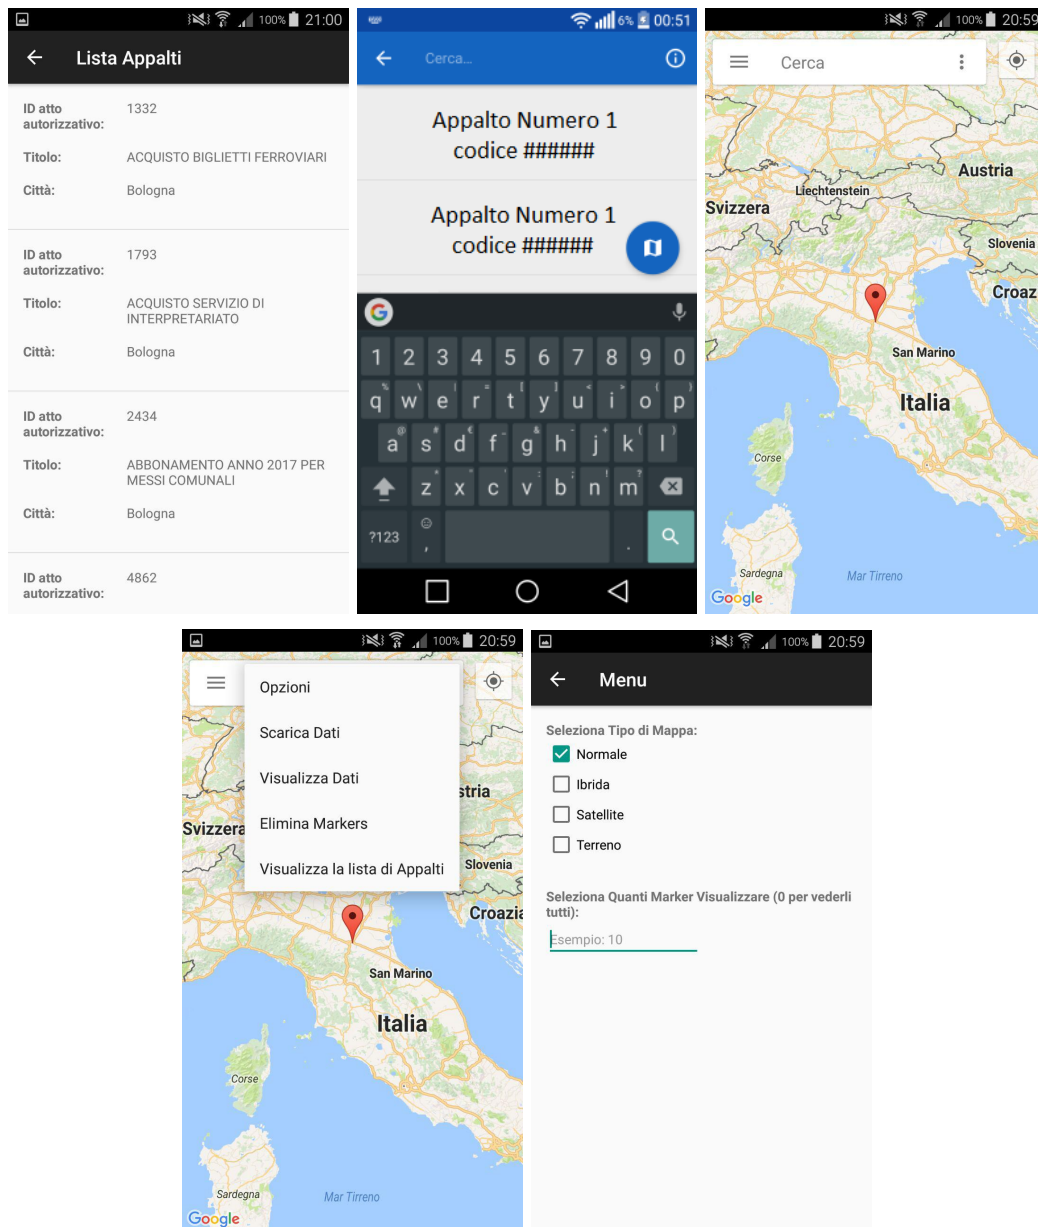 100% 21:00
Lista Appalti
ID atto
autorizzativo:
1332
Titolo:
ACQUISTO BIGLIETTI FERROVIARI
Città:
Bologna
ID atto
autorizzativo:
1793
Titolo:
ACQUISTO SERVIZIO DI
INTERPRETARIATO
Città:
Bologna
ID atto
autorizzativo:
2434
Titolo:
ABBONAMENTO ANNO 2017 PER
MESSI COMUNALI
Città:
Bologna
ID atto
autorizzativo:
4862
6% 00:51
Cerca...
Appalto Numero 1
codice ######
Appalto Numero 1
codice ######
G
1 2 3 4 5 6 7 8 9 0
q w e r t y u i o p
a s d f g h j k l
z x c v b n m
?123 , .
100% 20:59
Cerca
Austria
Liechtenstein
Svizzera
Slovenia
Croaz
San Marino
Italia
Corse
Sardegna
Mar Tirreno
Google
100% 20:59
Opzioni
Scarica Dati
Visualizza Dati
Elimina Markers
Visualizza la lista di Appalti
stria
Svizzera
Slovenia
Croazia
San Marino
Italia
Corse
Sardegna
Mar Tirreno
Google
100% 20:59
Menu
Seleziona Tipo di Mappa:
Normale
Ibrida
Satellite
Terreno
Seleziona Quanti Marker Visualizzare (0 per vederli
tutti):
Esempio: 10